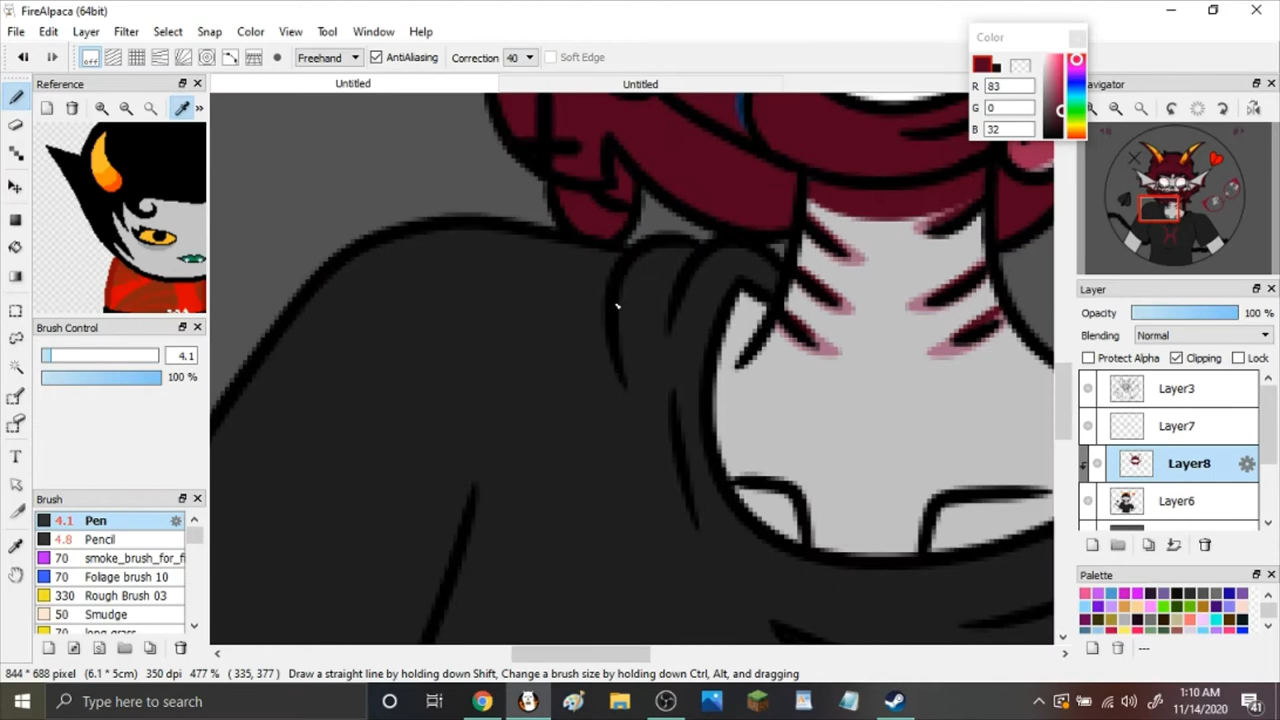 FireAlpaca (64bit)
File Edit Layer Filter Select Snap Color View Tool Window Help
off Freehand AntiAliasing Correction 40 Soft Edge
Color
R 83
G 0
B 32
Reference
Untitled Untitled
avigator
Brush Control
4.1
100 %
Brush
4.1 Pen
4.8 Pencil
70 smoke_brush_for_f
70 Foliage brush 10
330 Rough Brush 03
50 Smudge
70 long grass
Layer
Opacity 100 %
Blending Normal
Protect Alpha Clipping Lock
Layer3
Layer7
Layer8
Layer6
Palette
---
844 * 688 pixel (6.1 * 5cm) 350 dpi 477 % ( 335, 377) Draw a straight line by holding down Shift, Change a brush size by holding down Ctrl, Alt, and dragging
Type here to search
1:10 AM
11/14/2020
41